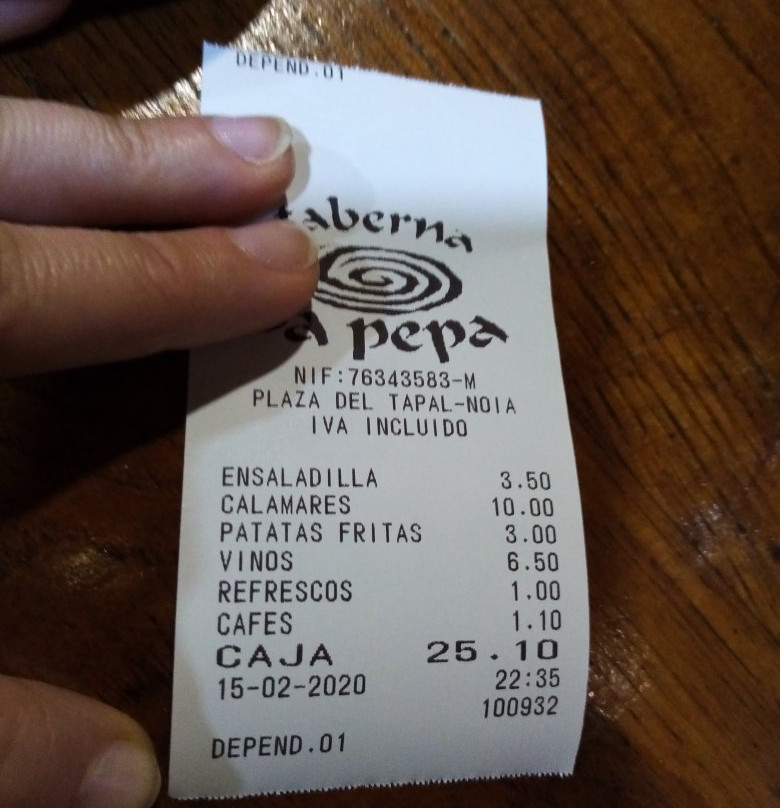 DEPEND.01
taberna
a pepa
NIF:76343583-M
PLAZA DEL TAPAL-NOIA
IVA INCLUIDO
ENSALADILLA 3.50
CALAMARES 10.00
PATATAS FRITAS 3.00
VINOS 6.50
REFRESCOS 1.00
CAFES 1.10
CAJA 25.10
15-02-2020 22:35
100932
DEPEND.01